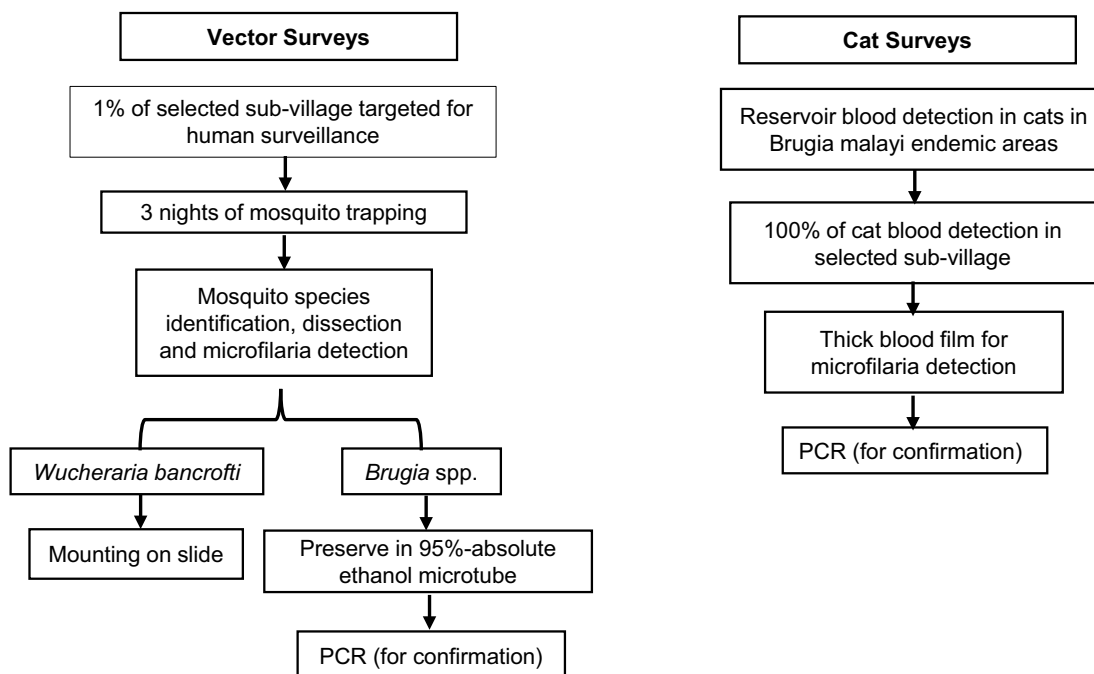 Vector Surveys
1% of selected sub-village targeted for
human surveillance
3 nights of mosquito trapping
Mosquito species
identification, dissection
and microfilaria detection
Wucheraria bancrofti
Mounting on slide
Brugia spp.
Preserve in 95%-absolute
ethanol microtube
PCR (for confirmation)
Cat Surveys
Reservoir blood detection in cats in
Brugia malayi endemic areas
100% of cat blood detection in
selected sub-village
Thick blood film for
microfilaria detection
PCR (for confirmation)